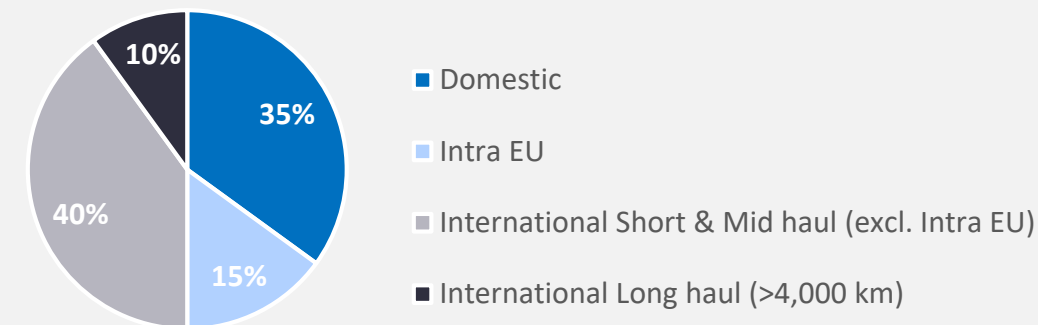 10%
35%
40%
15%
Domestic
Intra EU
International Short & Mid haul (excl. Intra EU)
International Long haul (>4,000 km)